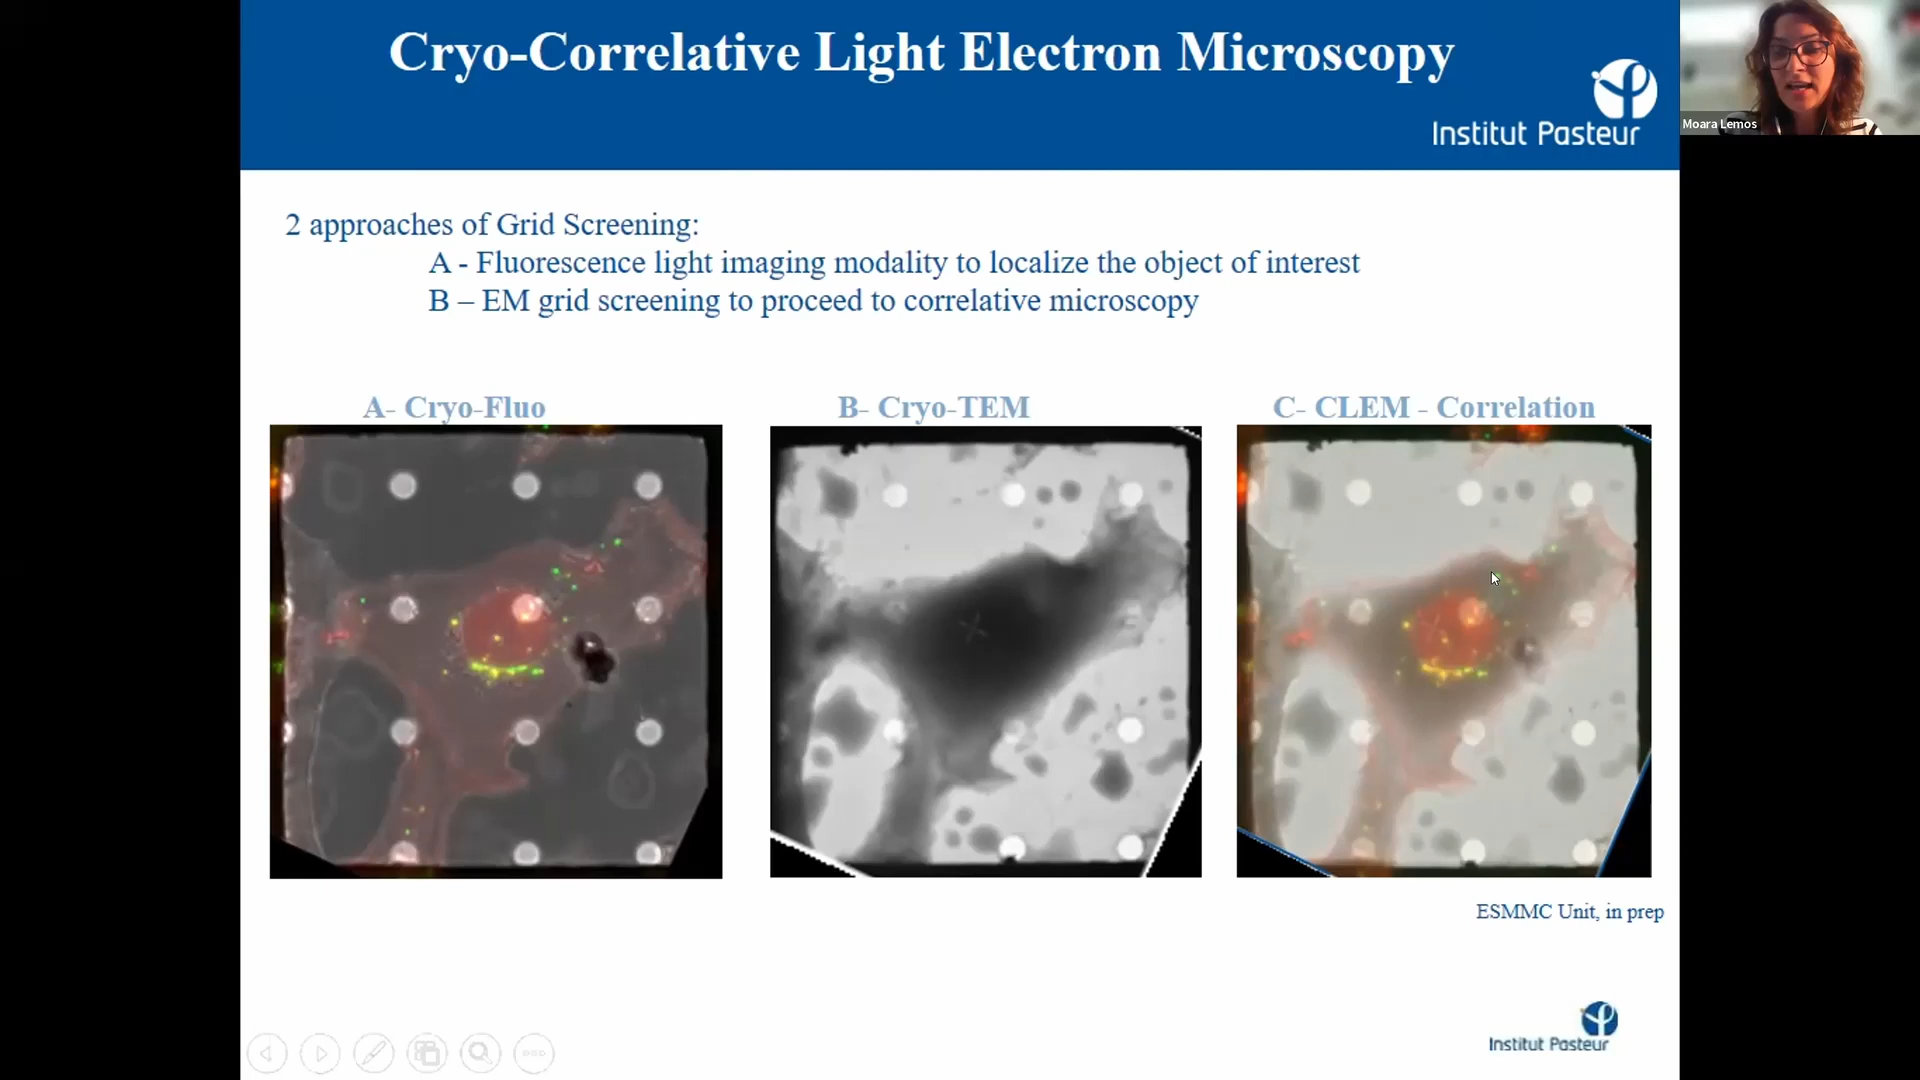 Cryo-Correlative Light Electron Microscopy
Institut Pasteur
Moara Lemos
2 approaches of Grid Screening:
A - Fluorescence light imaging modality to localize the object of interest
B – EM grid screening to proceed to correlative microscopy
A- Cryo-Fluo
B- Cryo-TEM
C- CLEM - Correlation
ESMMC Unit, in prep
Institut Pasteur